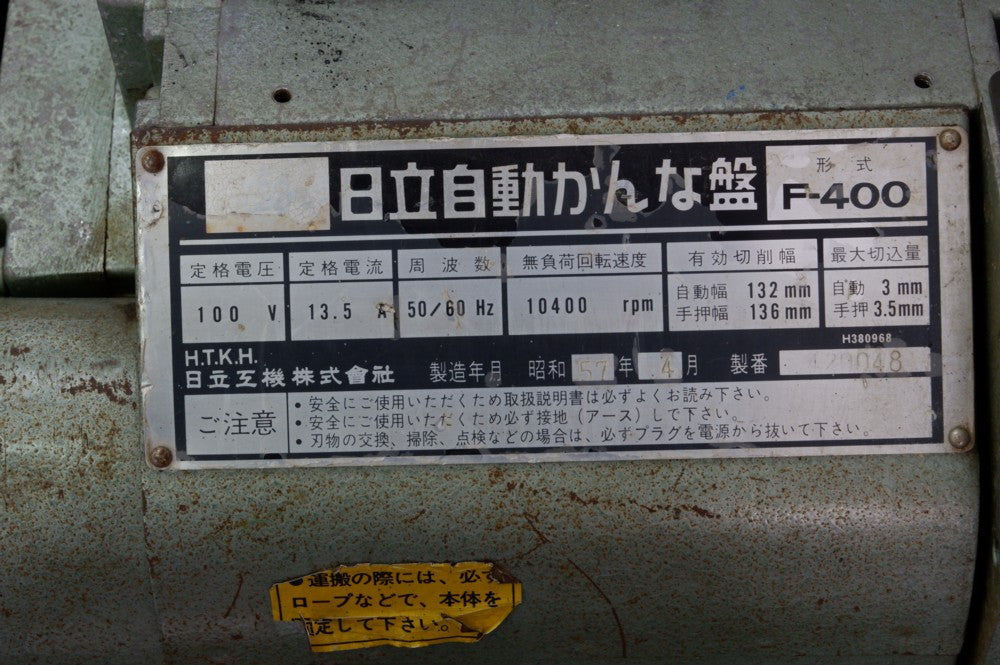 日立自動かんな盤
形式
F-400
定格電圧 定格電流 周波数 無負荷回転速度 有効切削幅 最大切込量
100 V 13.5 A 50/60 Hz 10400 rpm
自動幅 132mm 自動 3mm
手押幅 136mm 手押 3.5mm
H380968
H.T.K.H.
日立工機株式會社 製造年月 昭和 57年 4月 製番 120048
ご注意
・安全にご使用いただくため取扱説明書は必ずよくお読み下さい。
・安全にご使用いただくため必ず接地(アース)して下さい。
・刃物の交換、掃除、点検などの場合は、必ずプラグを電源から抜いて下さい。
●運搬の際には、必ず
ロープなどで、本体を
固定して下さい。